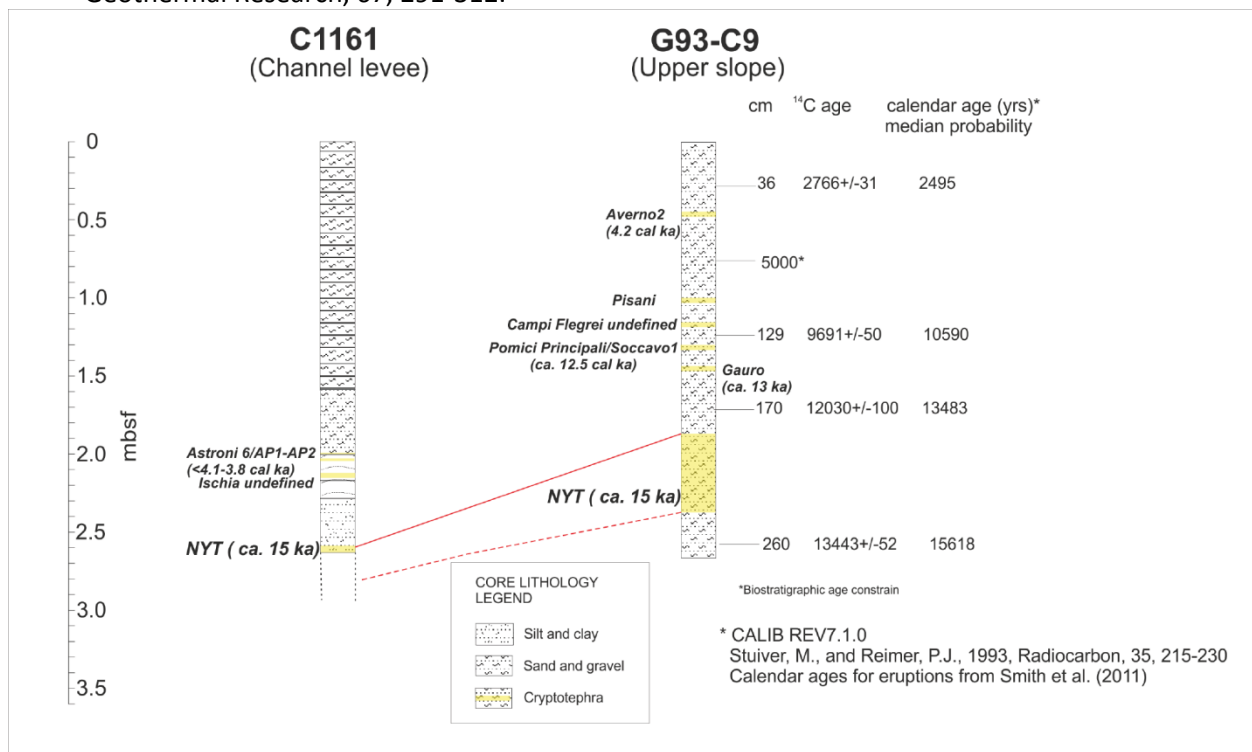 Geothermal Research, 67, 291-311.
C1161
(Channel levee)
G93-C9
(Upper slope)
cm 14C age calendar age (yrs)*
median probability
0
36 2766+/-31 2495
0.5
Averno2
(4.2 cal ka)
5000*
1.0
Pisani
Campi Flegrei undefined
129 9691+/-50 10590
Pomici Principali/Soccavo1
(ca. 12.5 cal ka)
1.5
Gauro
(ca. 13 ka)
170 12030+/-100 13483
mbsf
2.0
Astroni 6/AP1-AP2
(<4.1-3.8 cal ka)
Ischia undefined
NYT ( ca. 15 ka)
2.5
NYT ( ca. 15 ka)
260 13443+/-52 15618
3.0
3.5
CORE LITHOLOGY
LEGEND
Silt and clay
Sand and gravel
Cryptotephra
*Biostratigraphic age constrain
* CALIB REV7.1.0
Stuiver, M., and Reimer, P.J., 1993, Radiocarbon, 35, 215-230
Calendar ages for eruptions from Smith et al. (2011)